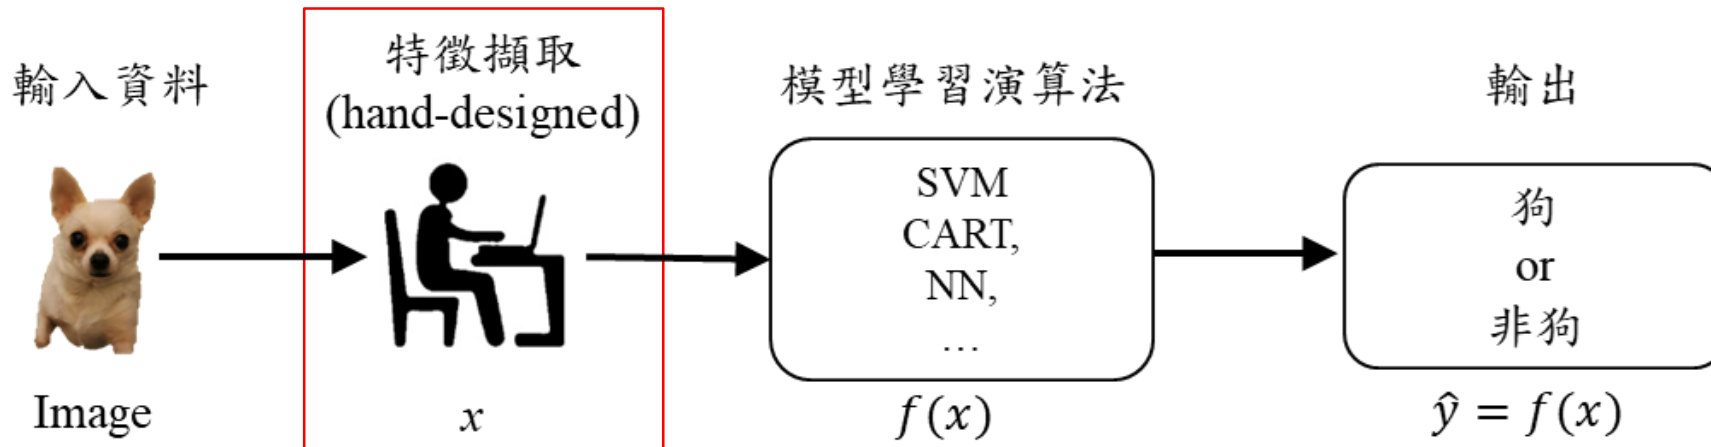 輸入資料
Image
特徵擷取
(hand-designed)
x
模型學習演算法
SVM
CART,
NN,
…
f(x)
輸出
狗
or
非狗
ŷ = f(x)